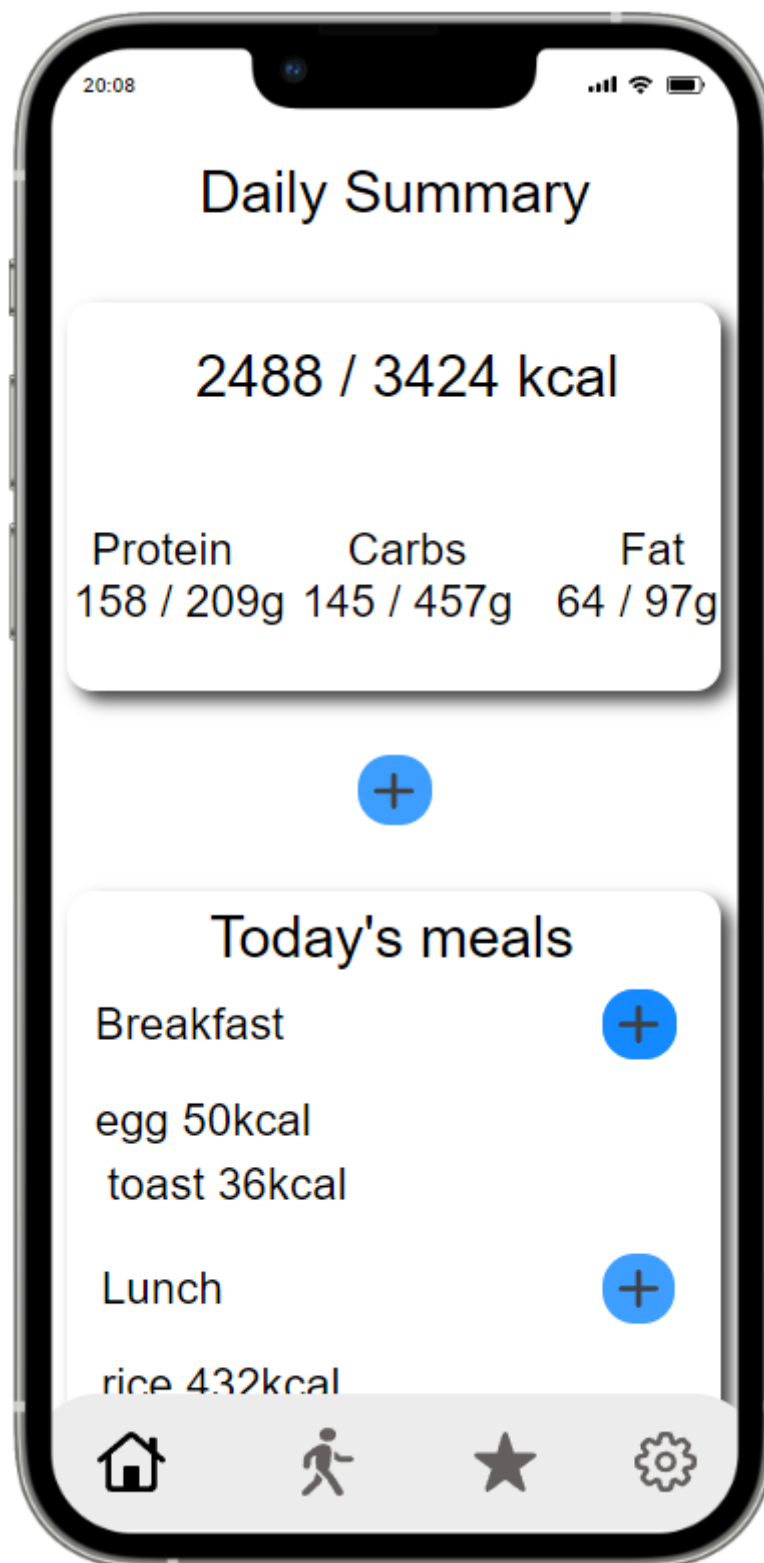 20:08
Daily Summary
2488 / 3424 kcal
Protein Carbs Fat
158 / 209g 145 / 457g 64 / 97g
Today's meals
Breakfast
egg 50kcal
toast 36kcal
Lunch
rice 432kcal